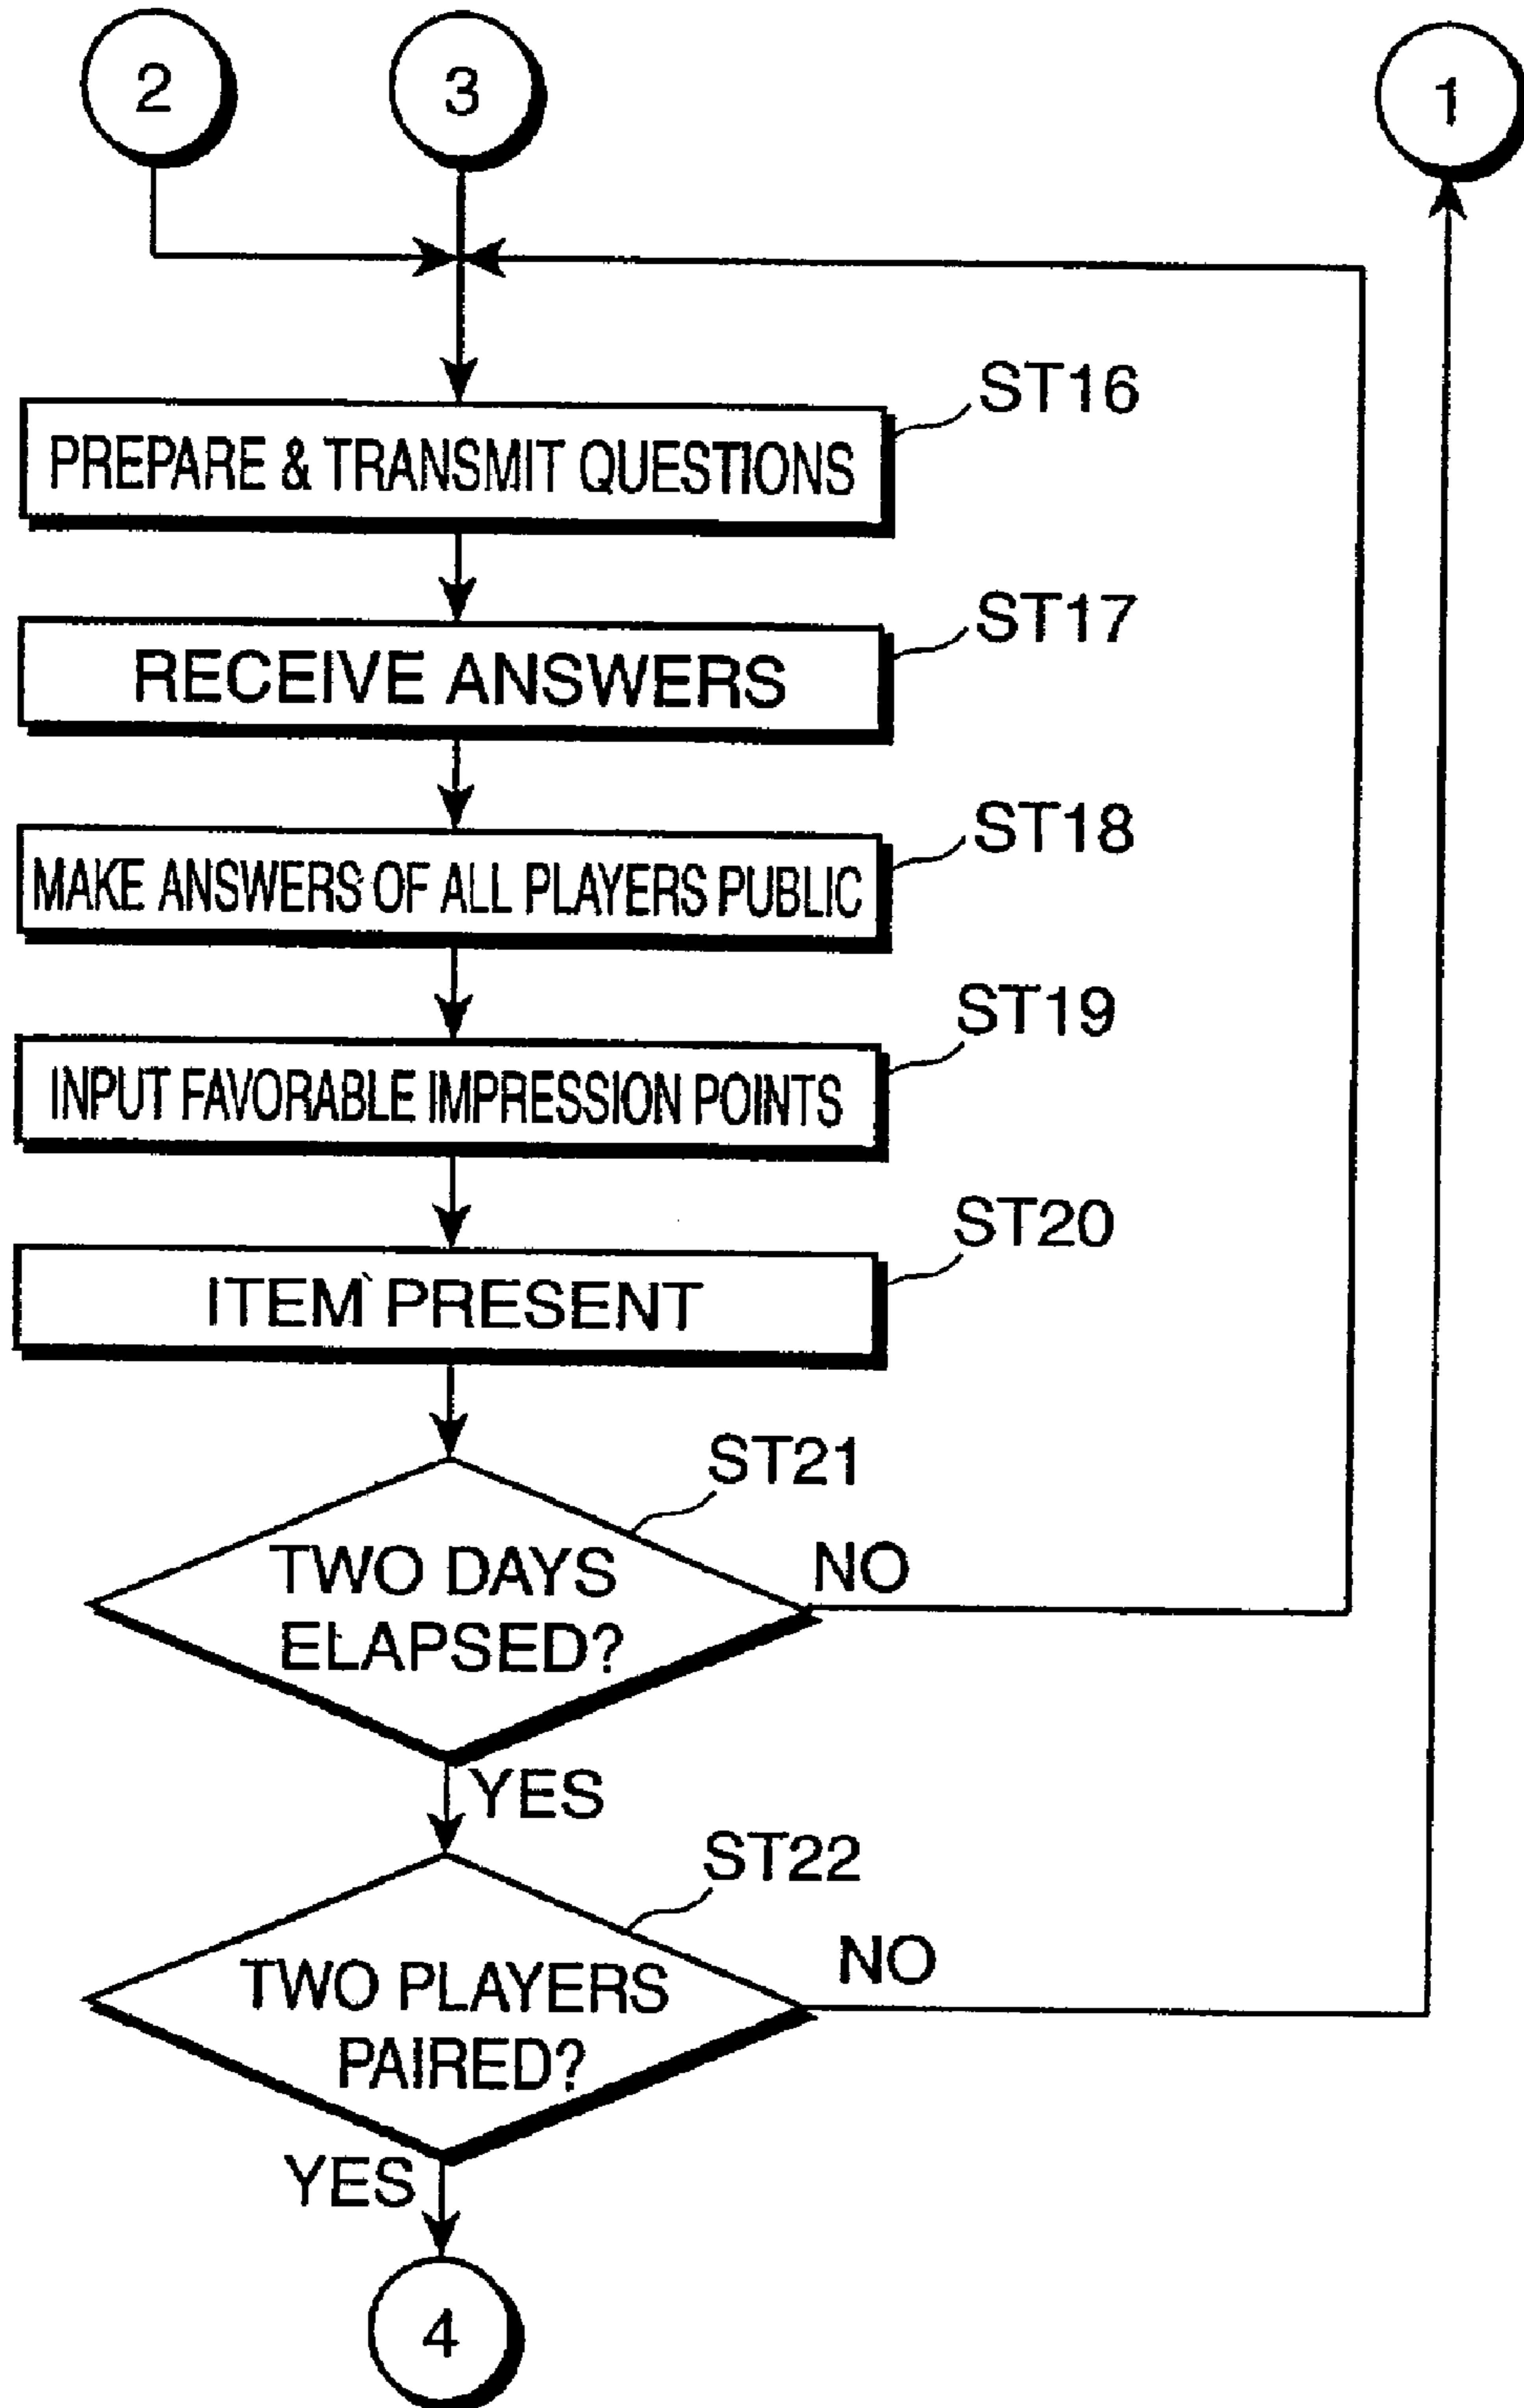 2
3
1
ST16
PREPARE & TRANSMIT QUESTIONS
ST17
RECEIVE ANSWERS
ST18
MAKE ANSWERS OF ALL PLAYERS PUBLIC
ST19
INPUT FAVORABLE IMPRESSION POINTS
ST20
ITEM PRESENT
ST21
TWO DAYS
ELAPSED?
NO
YES
ST22
TWO PLAYERS
PAIRED?
NO
YES
4